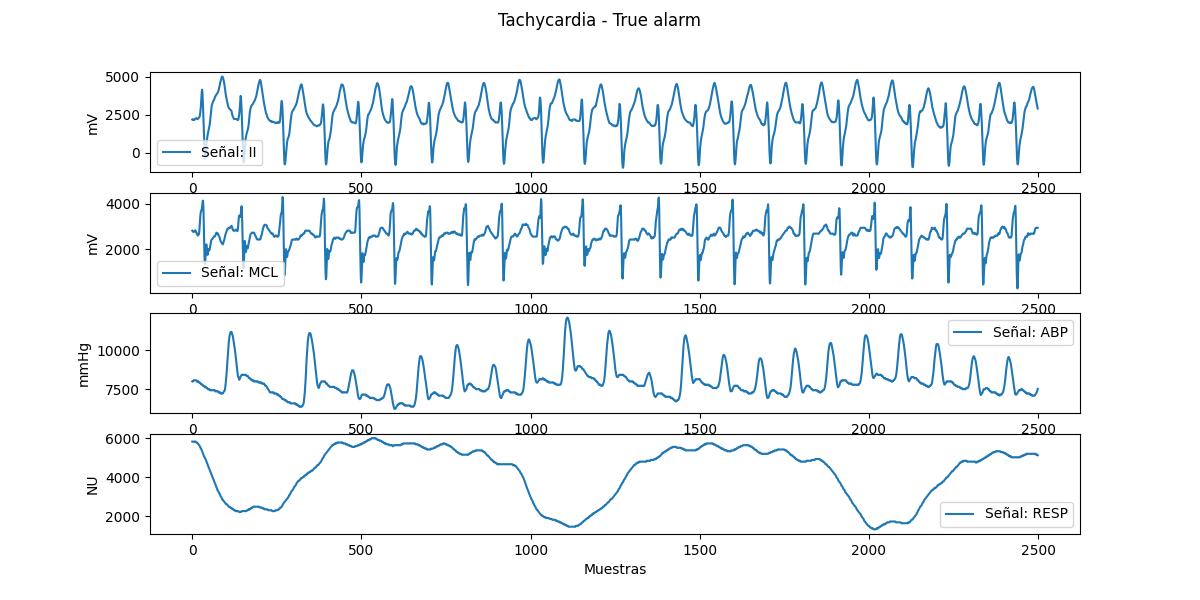 Tachycardia - True alarm
5000
2500
0
mV
Señal: II
0 500 1000 1500 2000 2500
4000
2000
mV
Señal: MCL
0 500 1000 1500 2000 2500
10000
7500
mmHg
Señal: ABP
0 500 1000 1500 2000 2500
6000
4000
2000
NU
Señal: RESP
0 500 1000 1500 2000 2500
Muestras